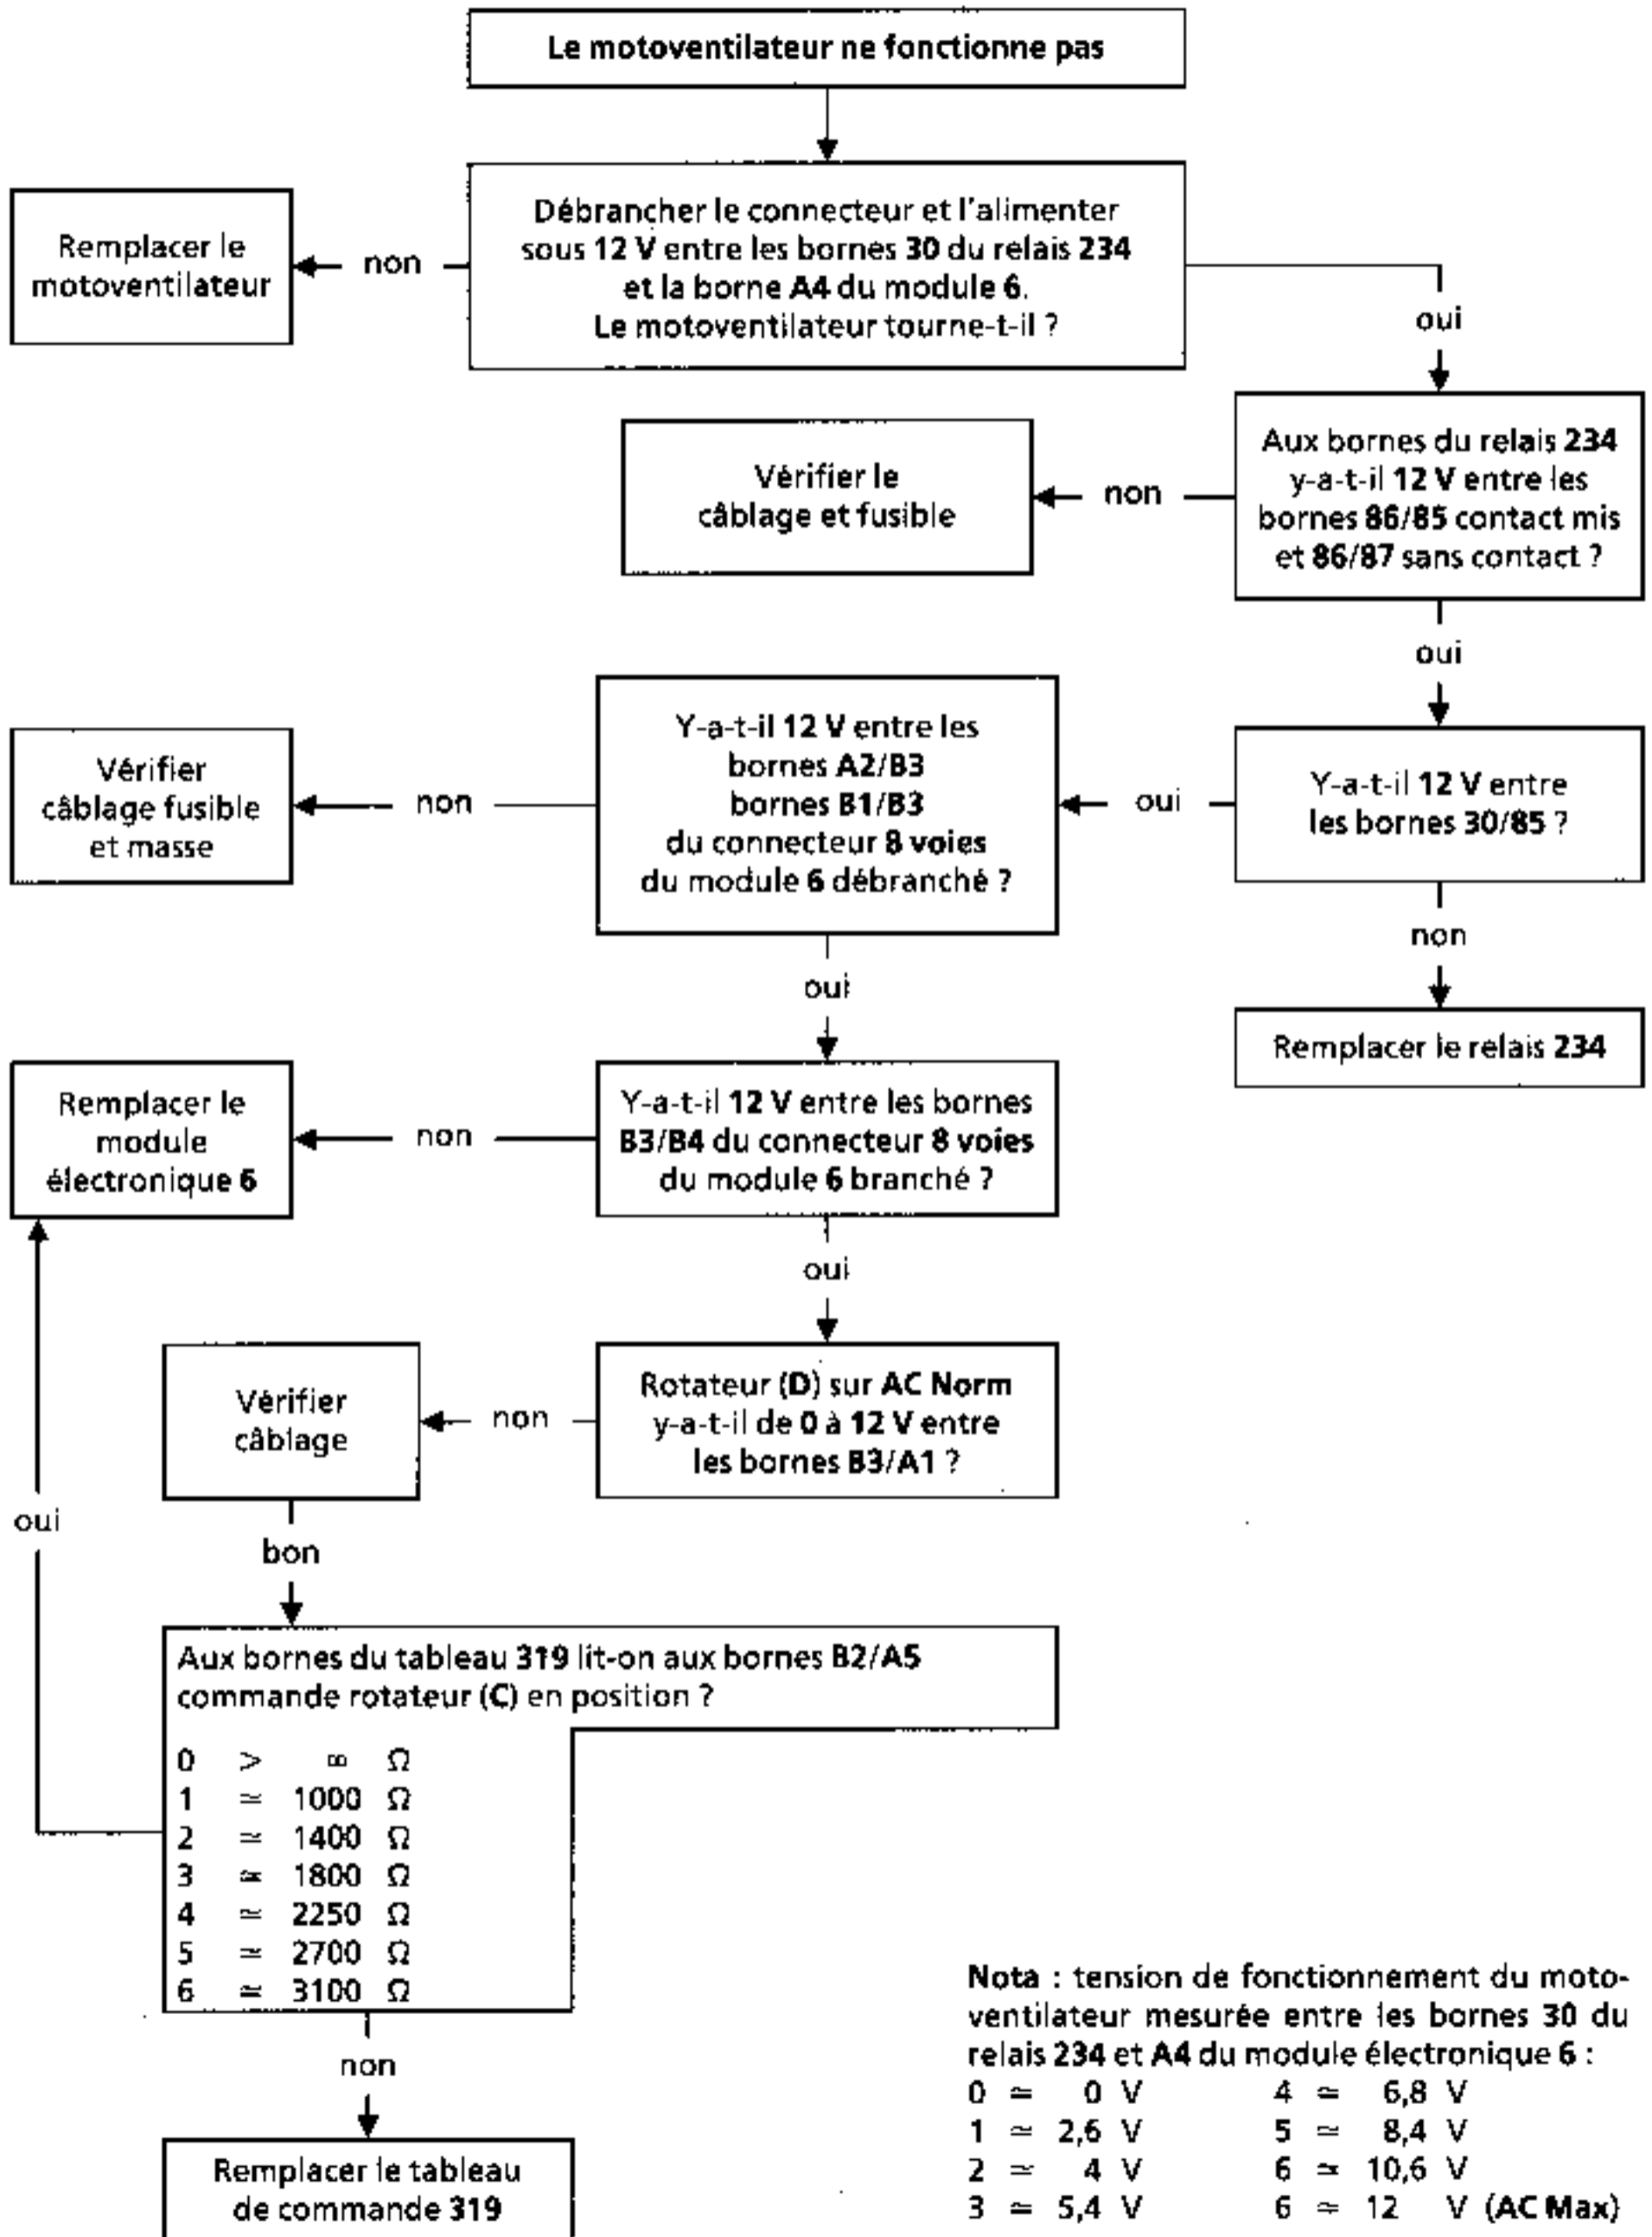 Le motoventilateur ne fonctionne pas
Débrancher le connecteur et l'alimenter
sous 12 V entre les bornes 30 du relais 234
et la borne A4 du module 6.
Le motoventilateur tourne-t-il ?
non
Remplacer le
motoventilateur
oui
Aux bornes du relais 234
y-a-t-il 12 V entre les
bornes 86/85 contact mis
et 86/87 sans contact ?
non
Vérifier le
câblage et fusible
oui
Y-a-t-il 12 V entre
les bornes 30/85 ?
non
Remplacer le relais 234
oui
Y-a-t-il 12 V entre les
bornes A2/B3
bornes B1/B3
du connecteur 8 voies
du module 6 débranché ?
non
Vérifier
câblage fusible
et masse
oui
Y-a-t-il 12 V entre les bornes
B3/B4 du connecteur 8 voies
du module 6 branché ?
non
Remplacer le
module
électronique 6
oui
Rotateur (D) sur AC Norm
y-a-t-il de 0 à 12 V entre
les bornes B3/A1 ?
non
Vérifier
câblage
bon
oui
Aux bornes du tableau 319 lit-on aux bornes B2/A5
commande rotateur (C) en position ?
0 > ∞ Ω
1 ≃ 1000 Ω
2 ≃ 1400 Ω
3 ≃ 1800 Ω
4 ≃ 2250 Ω
5 ≃ 2700 Ω
6 ≃ 3100 Ω
non
Remplacer le tableau
de commande 319
Nota : tension de fonctionnement du moto-
ventilateur mesurée entre les bornes 30 du
relais 234 et A4 du module électronique 6 :
0 ≃ 0 V 4 ≃ 6,8 V
1 ≃ 2,6 V 5 ≃ 8,4 V
2 ≃ 4 V 6 ≃ 10,6 V
3 ≃ 5,4 V 6 ≃ 12 V (AC Max)